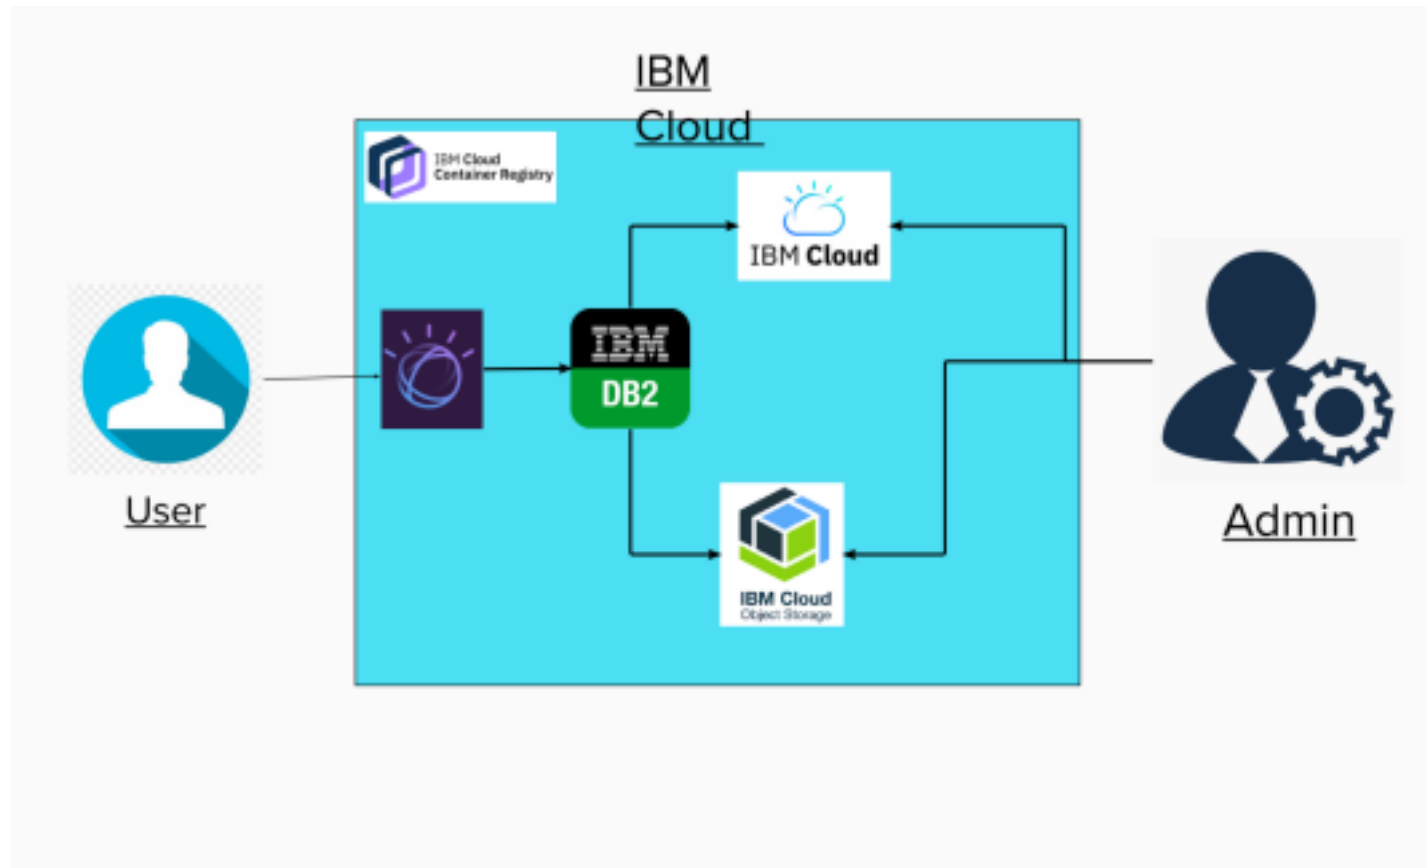 IBM
Cloud
IBM Cloud
Container Registry
IBM Cloud
IBM
DB2
User
Admin
IBM Cloud
Object Storage